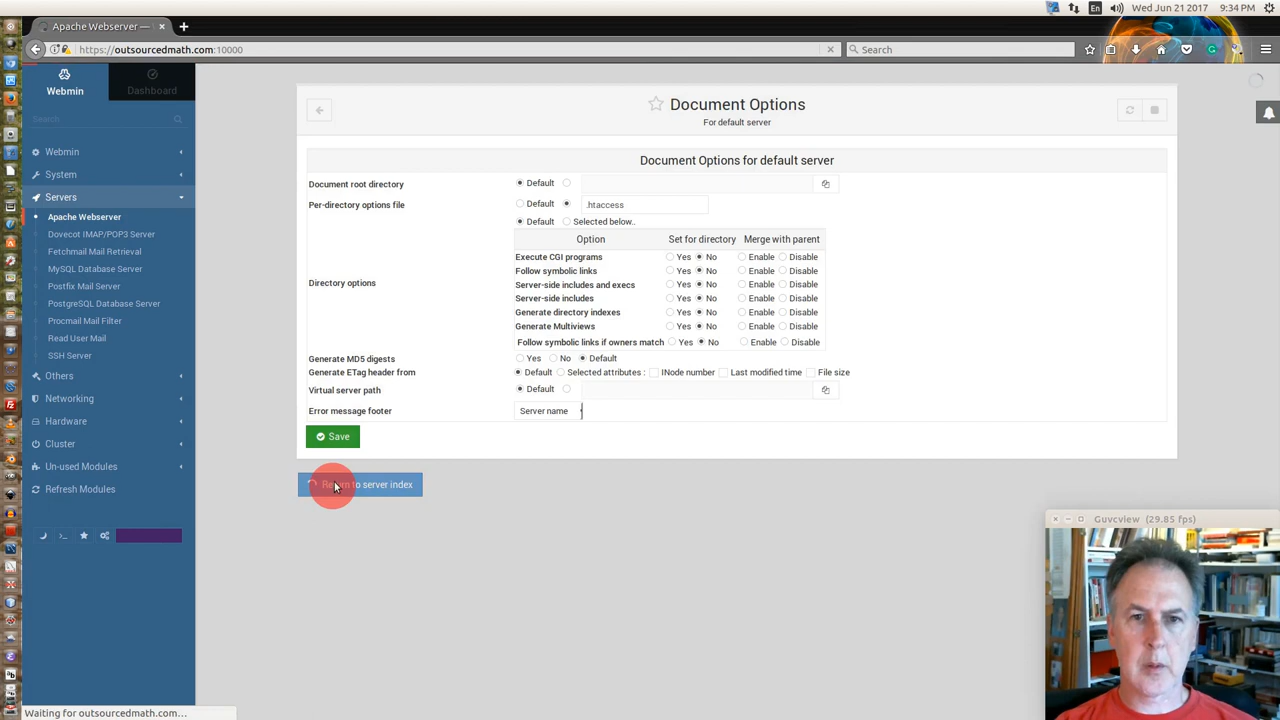 En
Wed Jun 21 2017
9:34 PM
Apache Webserver —
https://outsourcedmath.com:10000
Search
Webmin
Dashboard
Search
Webmin
System
Servers
Apache Webserver
Dovecot IMAP/POP3 Server
Fetchmail Mail Retrieval
MySQL Database Server
Postfix Mail Server
PostgreSQL Database Server
Procmail Mail Filter
Read User Mail
SSH Server
Others
Networking
Hardware
Cluster
Un-used Modules
Refresh Modules
Document Options
For default server
Document Options for default server
Document root directory Default
Per-directory options file Default .htaccess
Directory options Default Selected below..
Option Set for directory Merge with parent
Execute CGI programs Yes No Enable Disable
Follow symbolic links Yes No Enable Disable
Server-side includes and execs Yes No Enable Disable
Server-side includes Yes No Enable Disable
Generate directory indexes Yes No Enable Disable
Generate Multiviews Yes No Enable Disable
Follow symbolic links if owners match Yes No Enable Disable
Generate MD5 digests Yes No Default
Generate ETag header from Default Selected attributes : INode number Last modified time File size
Virtual server path Default
Error message footer Server name
Save
Return to server index
Guvcview (29.85 fps)
Waiting for outsourcedmath.com...